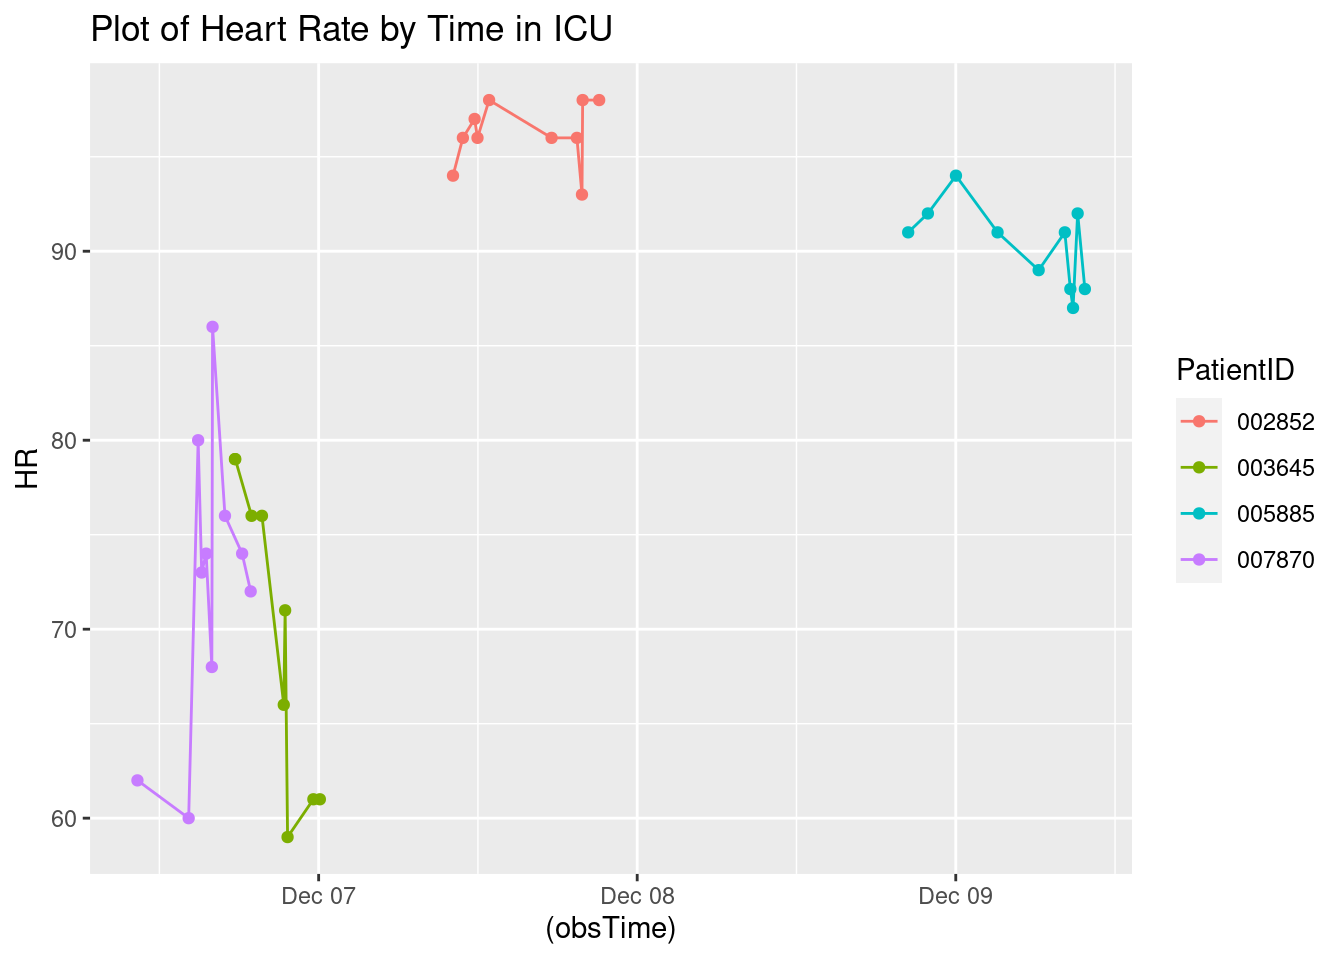 Plot of Heart Rate by Time in ICU
HR
90
80
70
60
Dec 07
Dec 08
Dec 09
(obsTime)
PatientID
002852
003645
005885
007870